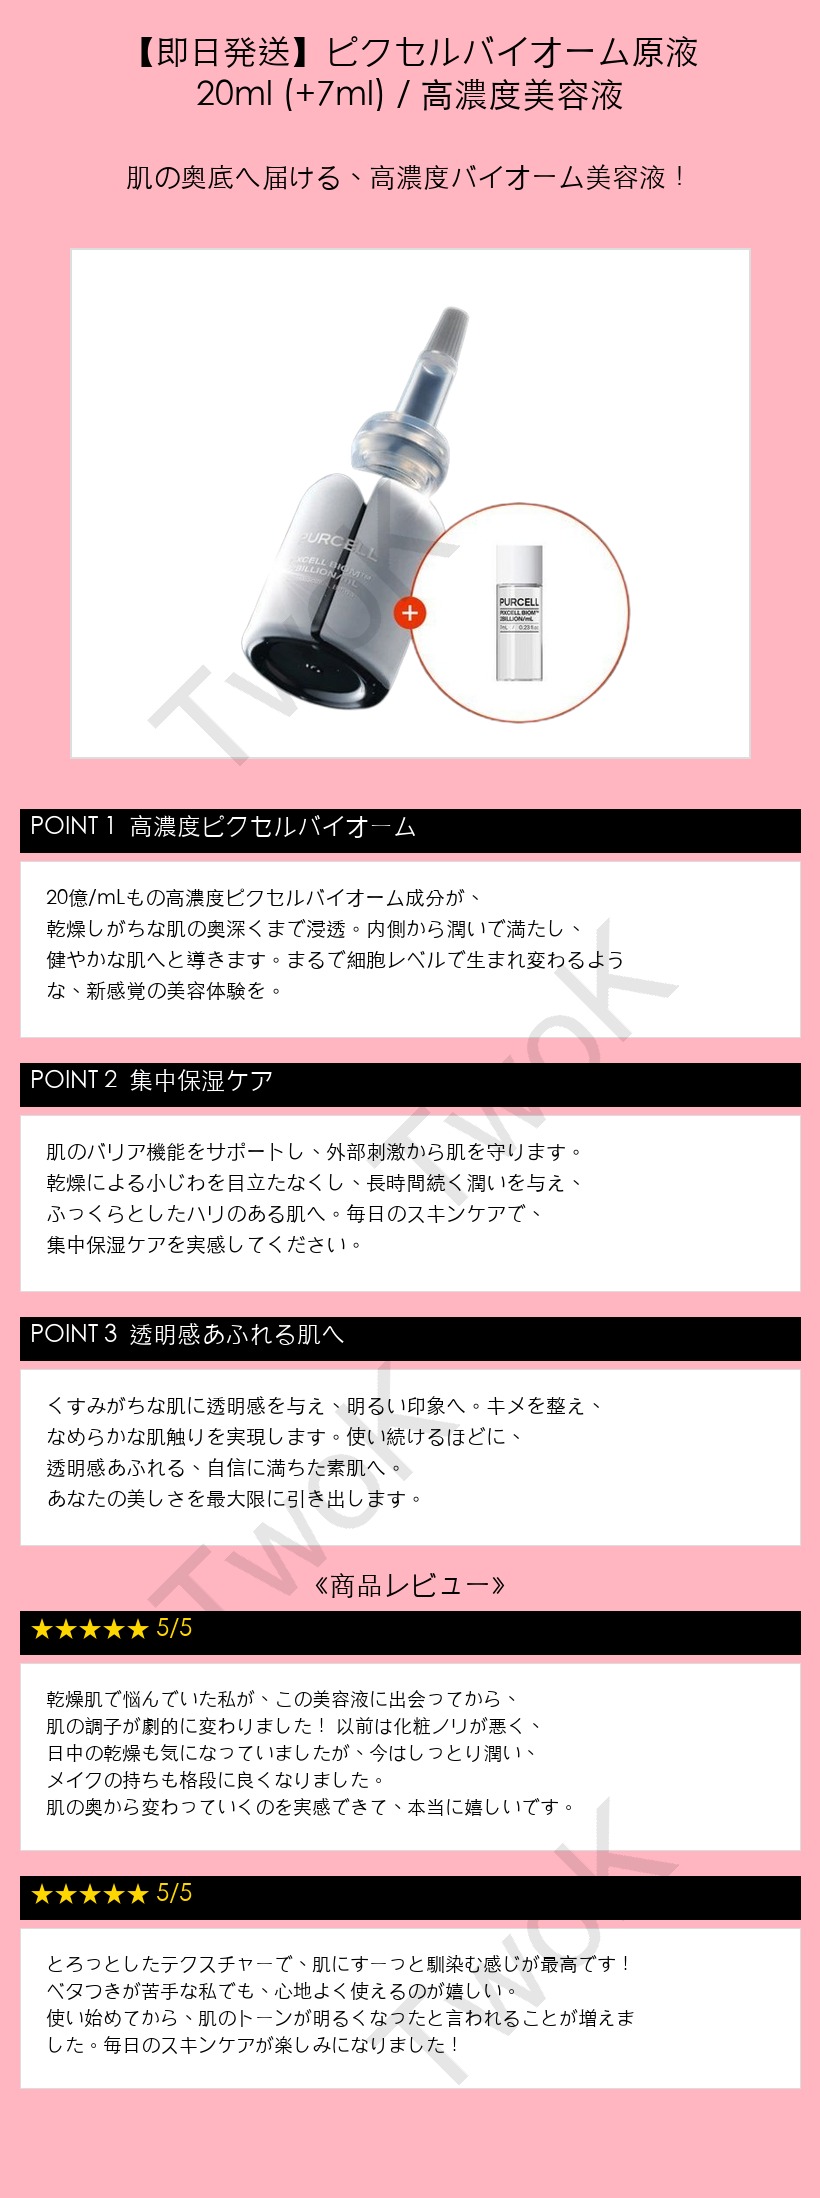 【即日発送】ピクセルバイオーム原液
20ml (+7ml) / 高濃度美容液
肌の奥底へ届ける、高濃度バイオーム美容液！
PURCELL
PIXCELL BIOM™
2BILLION/mL
+
PURCELL
PIXCELL BIOM™
2BILLION/mL
7mL / 0.23 fl.oz
TwoK
POINT 1 高濃度ピクセルバイオーム
20億/mLもの高濃度ピクセルバイオーム成分が、
乾燥しがちな肌の奥深くまで浸透。内側から潤いで満たし、
健やかな肌へと導きます。まるで細胞レベルで生まれ変わるよう
な、新感覚の美容体験を。
TwoK
POINT 2 集中保湿ケア
肌のバリア機能をサポートし、外部刺激から肌を守ります。
乾燥による小じわを目立たなくし、長時間続く潤いを与え、
ふっくらとしたハリのある肌へ。毎日のスキンケアで、
集中保湿ケアを実感してください。
POINT 3 透明感あふれる肌へ
くすみがちな肌に透明感を与え、明るい印象へ。キメを整え、
なめらかな肌触りを実現します。使い続けるほどに、
透明感あふれる、自信に満ちた素肌へ。
あなたの美しさを最大限に引き出します。
TwoK
《商品レビュー》
★★★★★ 5/5
乾燥肌で悩んでいた私が、この美容液に出会ってから、
肌の調子が劇的に変わりました！ 以前は化粧ノリが悪く、
日中の乾燥も気になっていましたが、今はしっとり潤い、
メイクの持ちも格段に良くなりました。
肌の奥から変わっていくのを実感できて、本当に嬉しいです。
★★★★★ 5/5
とろっとしたテクスチャーで、肌にすーっと馴染む感じが最高です！
ベタつきが苦手な私でも、心地よく使えるのが嬉しい。
使い始めてから、肌のトーンが明るくなったと言われることが増えま
した。毎日のスキンケアが楽しみになりました！
TwoK